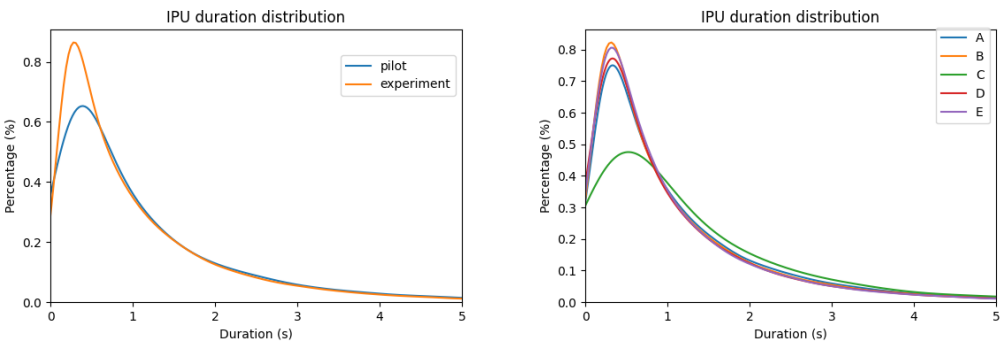 IPU duration distribution
Percentage (%)
0.8
0.6
0.4
0.2
0.0
0 1 2 3 4 5
Duration (s)
pilot
experiment
IPU duration distribution
Percentage (%)
0.8
0.7
0.6
0.5
0.4
0.3
0.2
0.1
0.0
0 1 2 3 4 5
Duration (s)
A
B
C
D
E